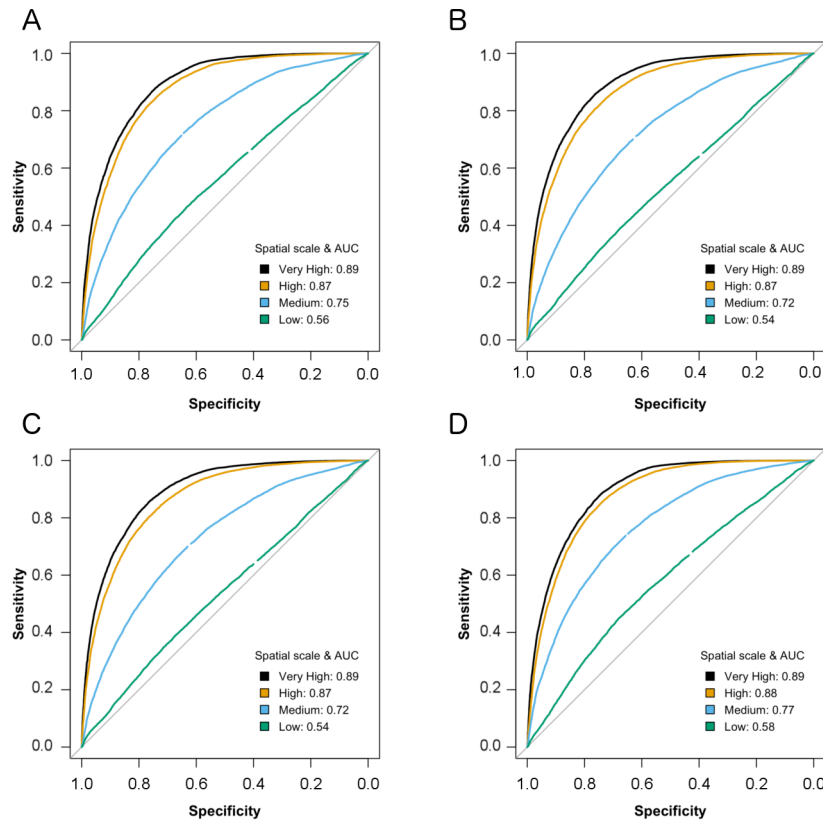 A
1.0
0.8
0.6
0.4
0.2
0.0
Sensitivity
Spatial scale & AUC
Very High: 0.89
High: 0.87
Medium: 0.75
Low: 0.56
1.0 0.8 0.6 0.4 0.2 0.0
Specificity
B
1.0
0.8
0.6
0.4
0.2
0.0
Sensitivity
Spatial scale & AUC
Very High: 0.89
High: 0.87
Medium: 0.72
Low: 0.54
1.0 0.8 0.6 0.4 0.2 0.0
Specificity
C
1.0
0.8
0.6
0.4
0.2
0.0
Sensitivity
Spatial scale & AUC
Very High: 0.89
High: 0.87
Medium: 0.72
Low: 0.54
1.0 0.8 0.6 0.4 0.2 0.0
Specificity
D
1.0
0.8
0.6
0.4
0.2
0.0
Sensitivity
Spatial scale & AUC
Very High: 0.89
High: 0.88
Medium: 0.77
Low: 0.58
1.0 0.8 0.6 0.4 0.2 0.0
Specificity